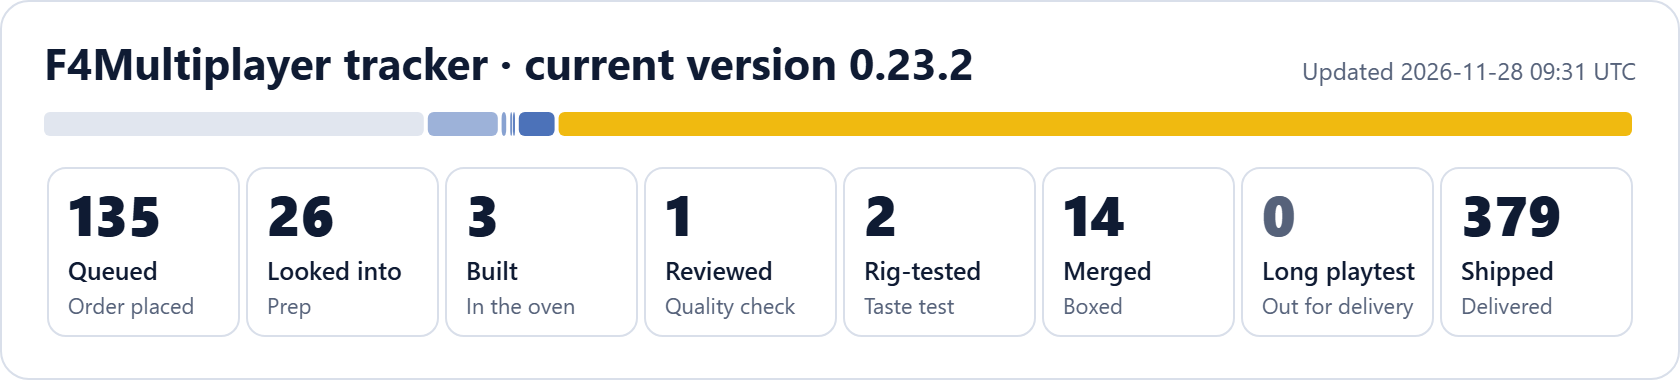 F4Multiplayer tracker · current version 0.23.2
Updated 2026-11-28 09:31 UTC
135
Queued
Order placed
26
Looked into
Prep
3
Built
In the oven
1
Reviewed
Quality check
2
Rig-tested
Taste test
14
Merged
Boxed
0
Long playtest
Out for delivery
379
Shipped
Delivered